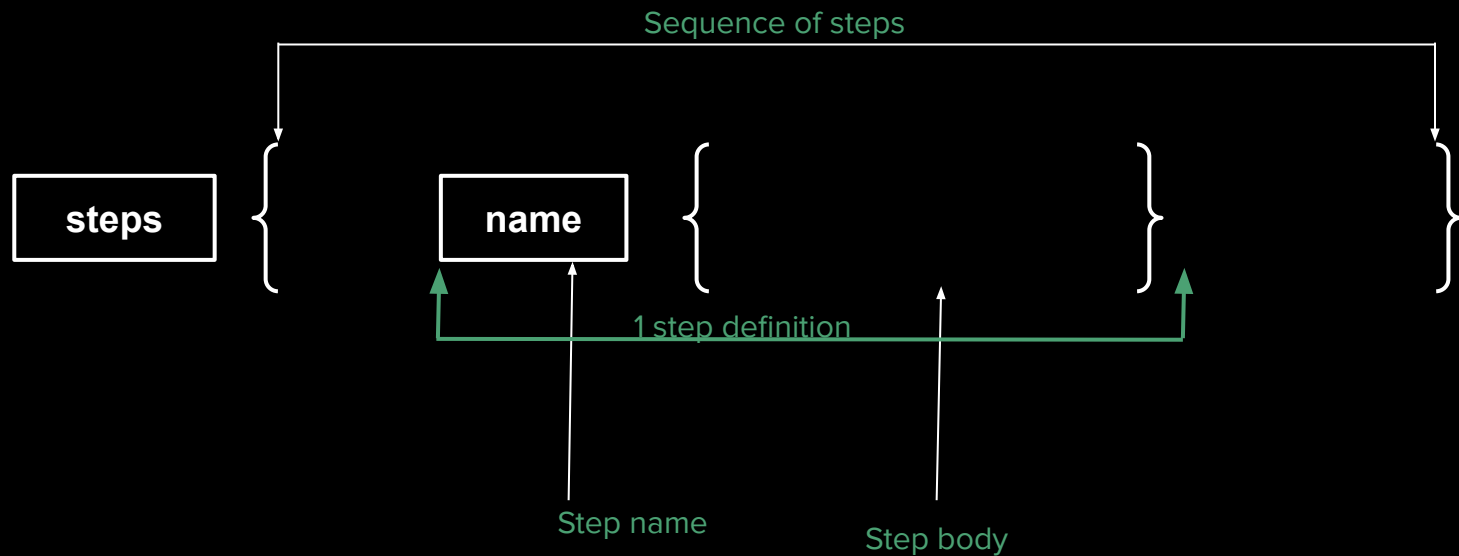 Sequence of steps
steps
name
1 step definition
Step name
Step body